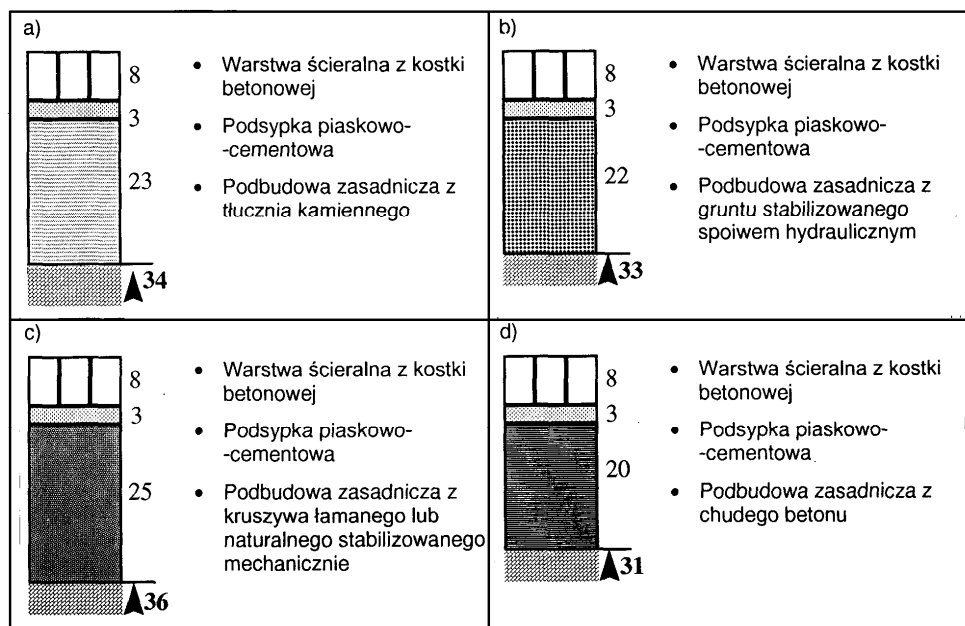 a)
8
3
23
34
• Warstwa ścieralna z kostki
betonowej
• Podsypka piaskowo-
-cementowa
• Podbudowa zasadnicza z
tłucznia kamiennego
b)
8
3
22
33
• Warstwa ścieralna z kostki
betonowej
• Podsypka piaskowo-
-cementowa
• Podbudowa zasadnicza z
gruntu stabilizowanego
spoiwem hydraulicznym
c)
8
3
25
36
• Warstwa ścieralna z kostki
betonowej
• Podsypka piaskowo-
-cementowa
• Podbudowa zasadnicza z
kruszywa łamanego lub
naturalnego stabilizowanego
mechanicznie
d)
8
3
20
31
• Warstwa ścieralna z kostki
betonowej
• Podsypka piaskowo-
-cementowa
• Podbudowa zasadnicza z
chudego betonu